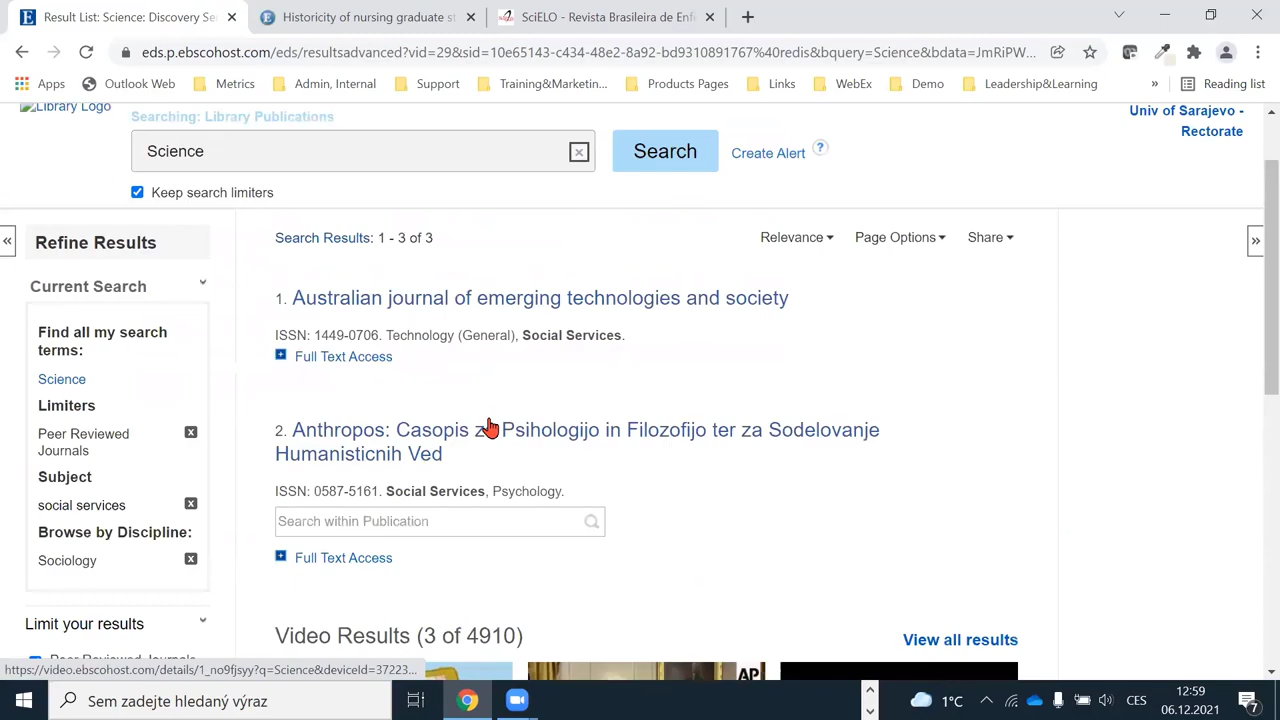 Result List: Science: Discovery Se
Historicity of nursing graduate st
SciELO - Revista Brasileira de Enfe
eds.p.ebscohost.com/eds/resultsadvanced?vid=29&sid=10e65143-c434-48e2-8a92-bd9310891767%40redis&bquery=Science&bdata=JmRiPW...
Apps
Outlook Web
Metrics
Admin, Internal
Support
Training&Marketin...
Products Pages
Links
WebEx
Demo
Leadership&Learning
»
Reading list
Library Logo
Searching: Library Publications
Univ of Sarajevo -
Rectorate
Science
Search
Create Alert
?
Keep search limiters
«
Refine Results
Search Results: 1 - 3 of 3
Relevance
Page Options
Share
»
Current Search
Find all my search
terms:
Science
Limiters
Peer Reviewed
Journals
Subject
social services
Browse by Discipline:
Sociology
Limit your results
Peer Reviewed
1. Australian journal of emerging technologies and society
ISSN: 1449-0706. Technology (General), Social Services.
Full Text Access
2. Anthropos: Casopis Psihologijo in Filozofijo ter za Sodelovanje
Humanisticnih Ved
ISSN: 0587-5161. Social Services, Psychology.
Search within Publication
Full Text Access
Video Results (3 of 4910)
View all results
AP
https://video.ebscohost.com/details/1_no9fjsyy?q=Science&deviceId=37223...
Sem zadejte hledaný výraz
1°C
CES
12:59
06.12.2021
7